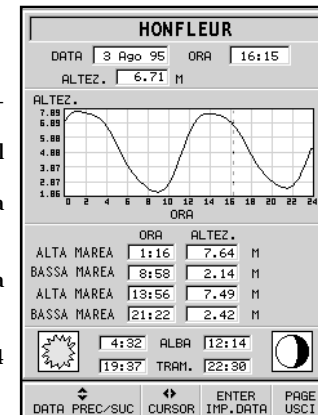 HONFLEUR
DATA 3 Ago 95 ORA 16:15
ALTEZ. 6.71 M
ALTEZ.
7.89
6.89
5.88
4.88
3.87
2.87
1.86
0 2 4 6 8 10 12 14 16 18 20 22 24
ORA
ORA ALTEZ.
ALTA MAREA 1:16 7.64 M
BASSA MAREA 8:58 2.14 M
ALTA MAREA 13:56 7.49 M
BASSA MAREA 21:22 2.42 M
4:32 ALBA 12:14
19:37 TRAM. 22:30
DATA PREC/SUC CURSOR ENTER IMP.DATA PAGE USCI